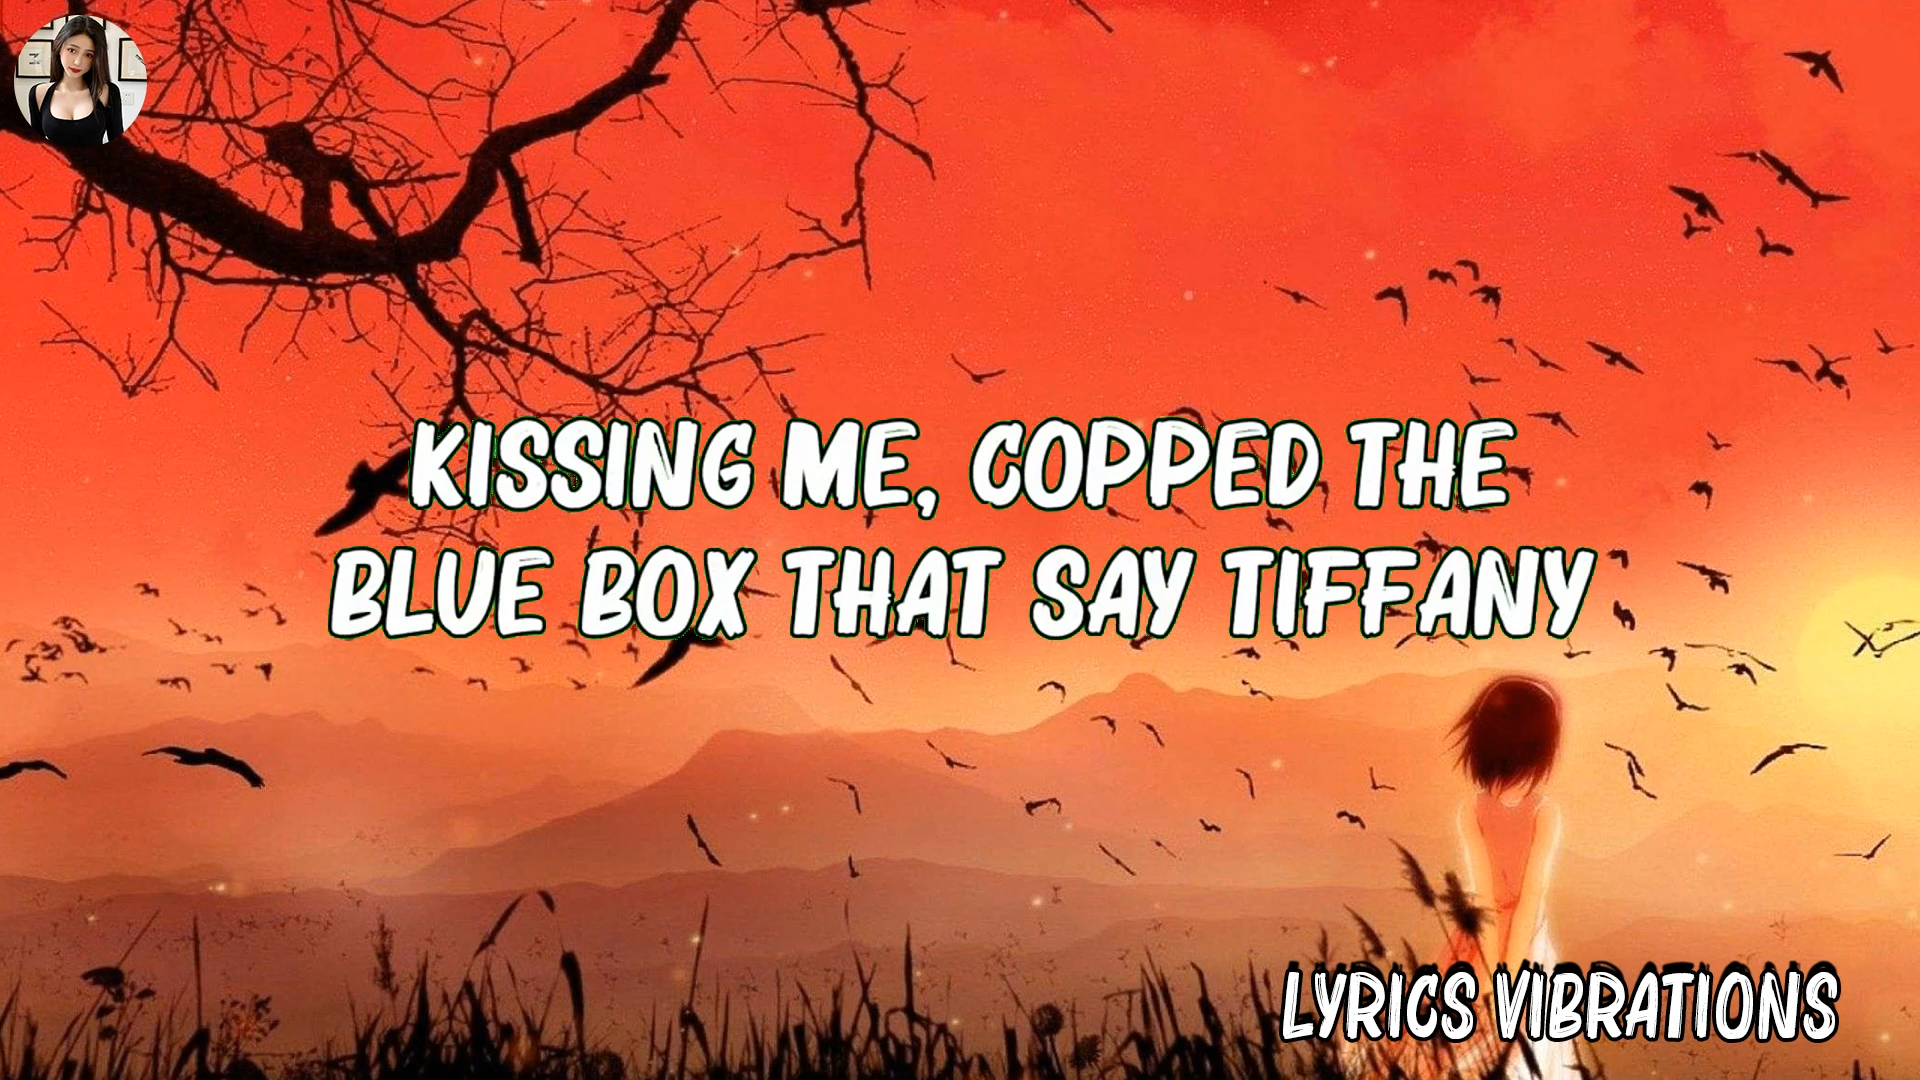 KISSING ME, COPPED THE
BLUE BOX THAT SAY TIFFANY
LYRICS VIBRATIONS